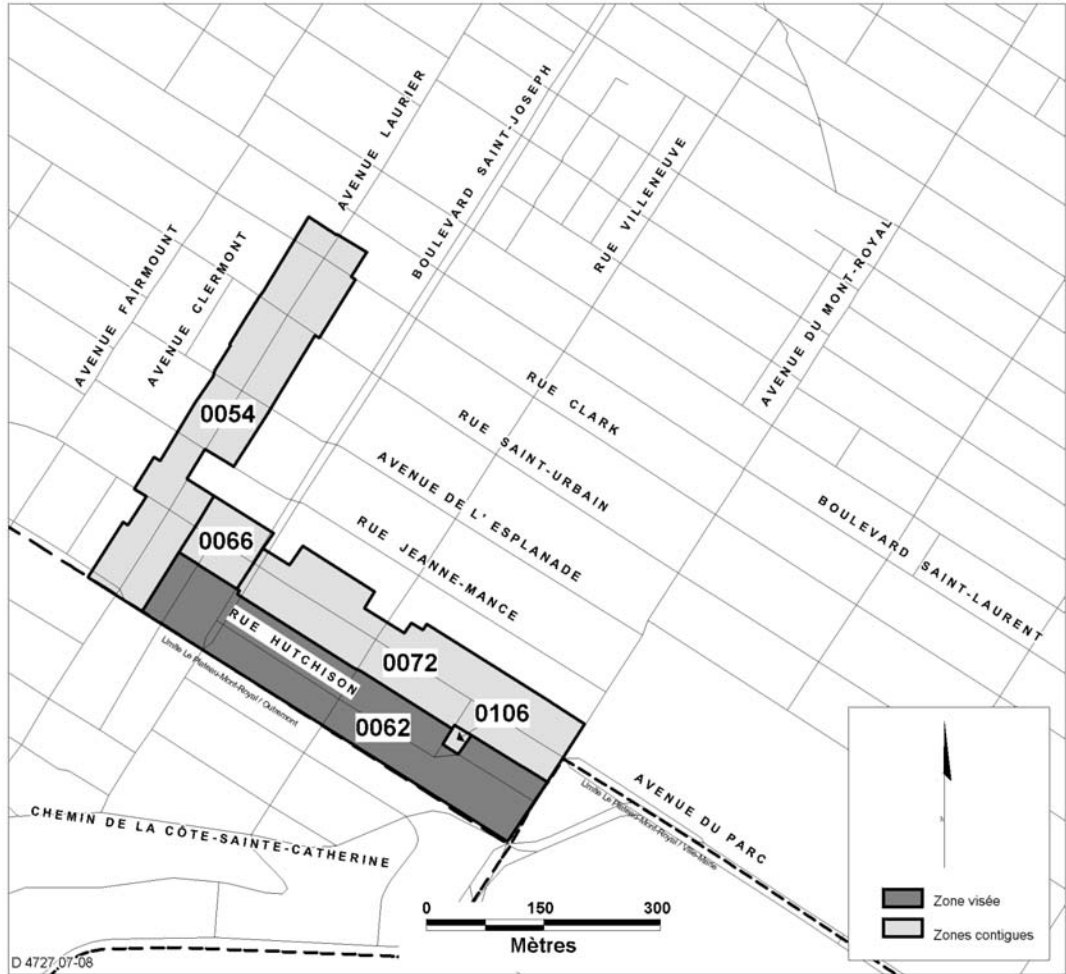 AVENUE LAURIER
BOULEVARD SAINT-JOSEPH
RUE VILLENEUVE
AVENUE DU MONT-ROYAL
AVENUE FAIRMOUNT
AVENUE CLERMONT
0054
RUE CLARK
RUE SAINT-URBAIN
AVENUE DE L'ESPLANADE
RUE JEANNE-MANCE
BOULEVARD SAINT-LAURENT
0066
RUE HUTCHISON
0072
0106
0062
Limite Le Plateau-Mont-Royal / Outremont
AVENUE DU PARC
Limite Le Plateau-Mont-Royal / Ville-Marie
CHEMIN DE LA CÔTE-SAINTE-CATHERINE
N
0 150 300
Mètres
Zone visée
Zones contigues
D 4727 07-08